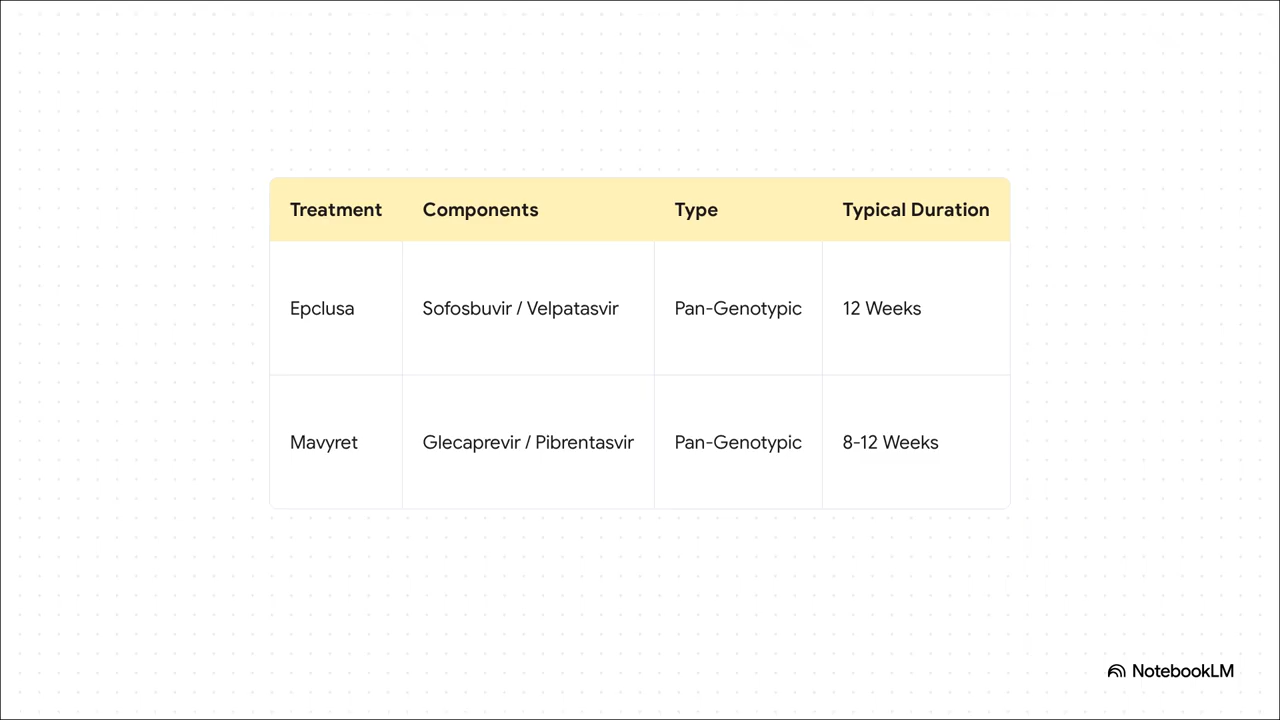 Treatment Components Type Typical Duration
Epclusa Sofosbuvir / Velpatasvir Pan-Genotypic 12 Weeks
Mavyret Glecaprevir / Pibrentasvir Pan-Genotypic 8-12 Weeks
NotebookLM